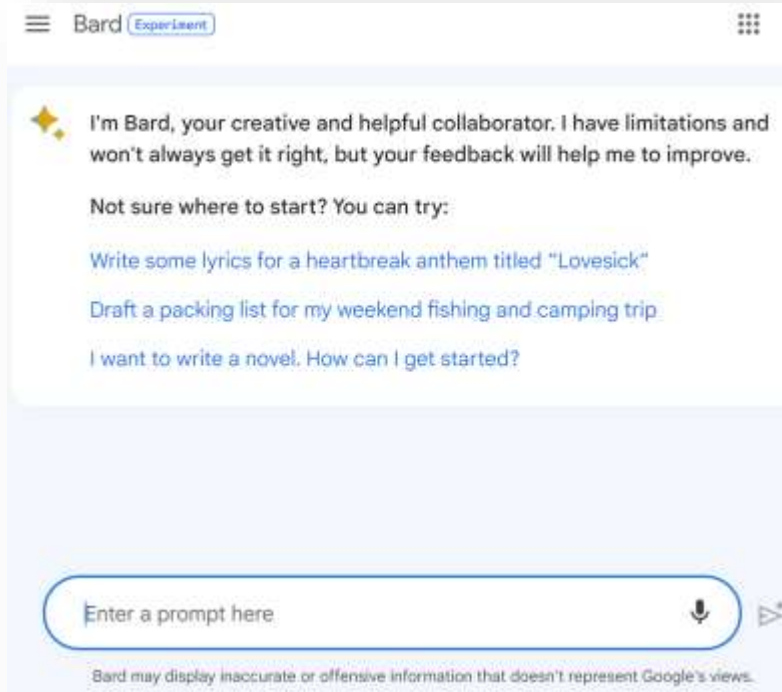 Bard Experiment
I'm Bard, your creative and helpful collaborator. I have limitations and
won't always get it right, but your feedback will help me to improve.
Not sure where to start? You can try:
Write some lyrics for a heartbreak anthem titled "Lovesick"
Draft a packing list for my weekend fishing and camping trip
I want to write a novel. How can I get started?
Enter a prompt here
Bard may display inaccurate or offensive information that doesn't represent Google's views.